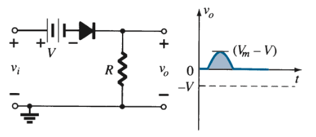 v_o
+ + − + +
V
(V_m − V)
v_i R v_o
0
t
−V
− − −